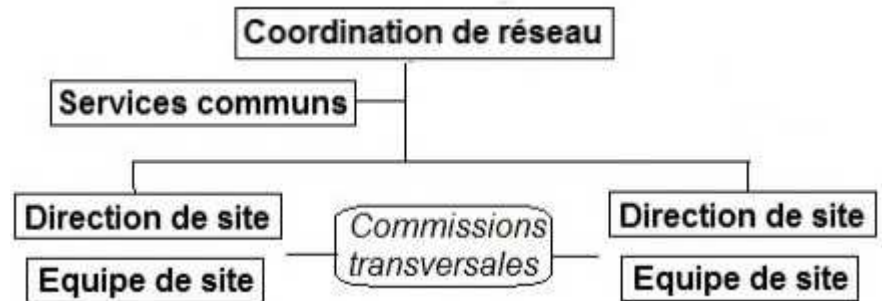 Coordination de réseau
Services communs
Direction de site
Commissions
transversales
Direction de site
Equipe de site
Equipe de site